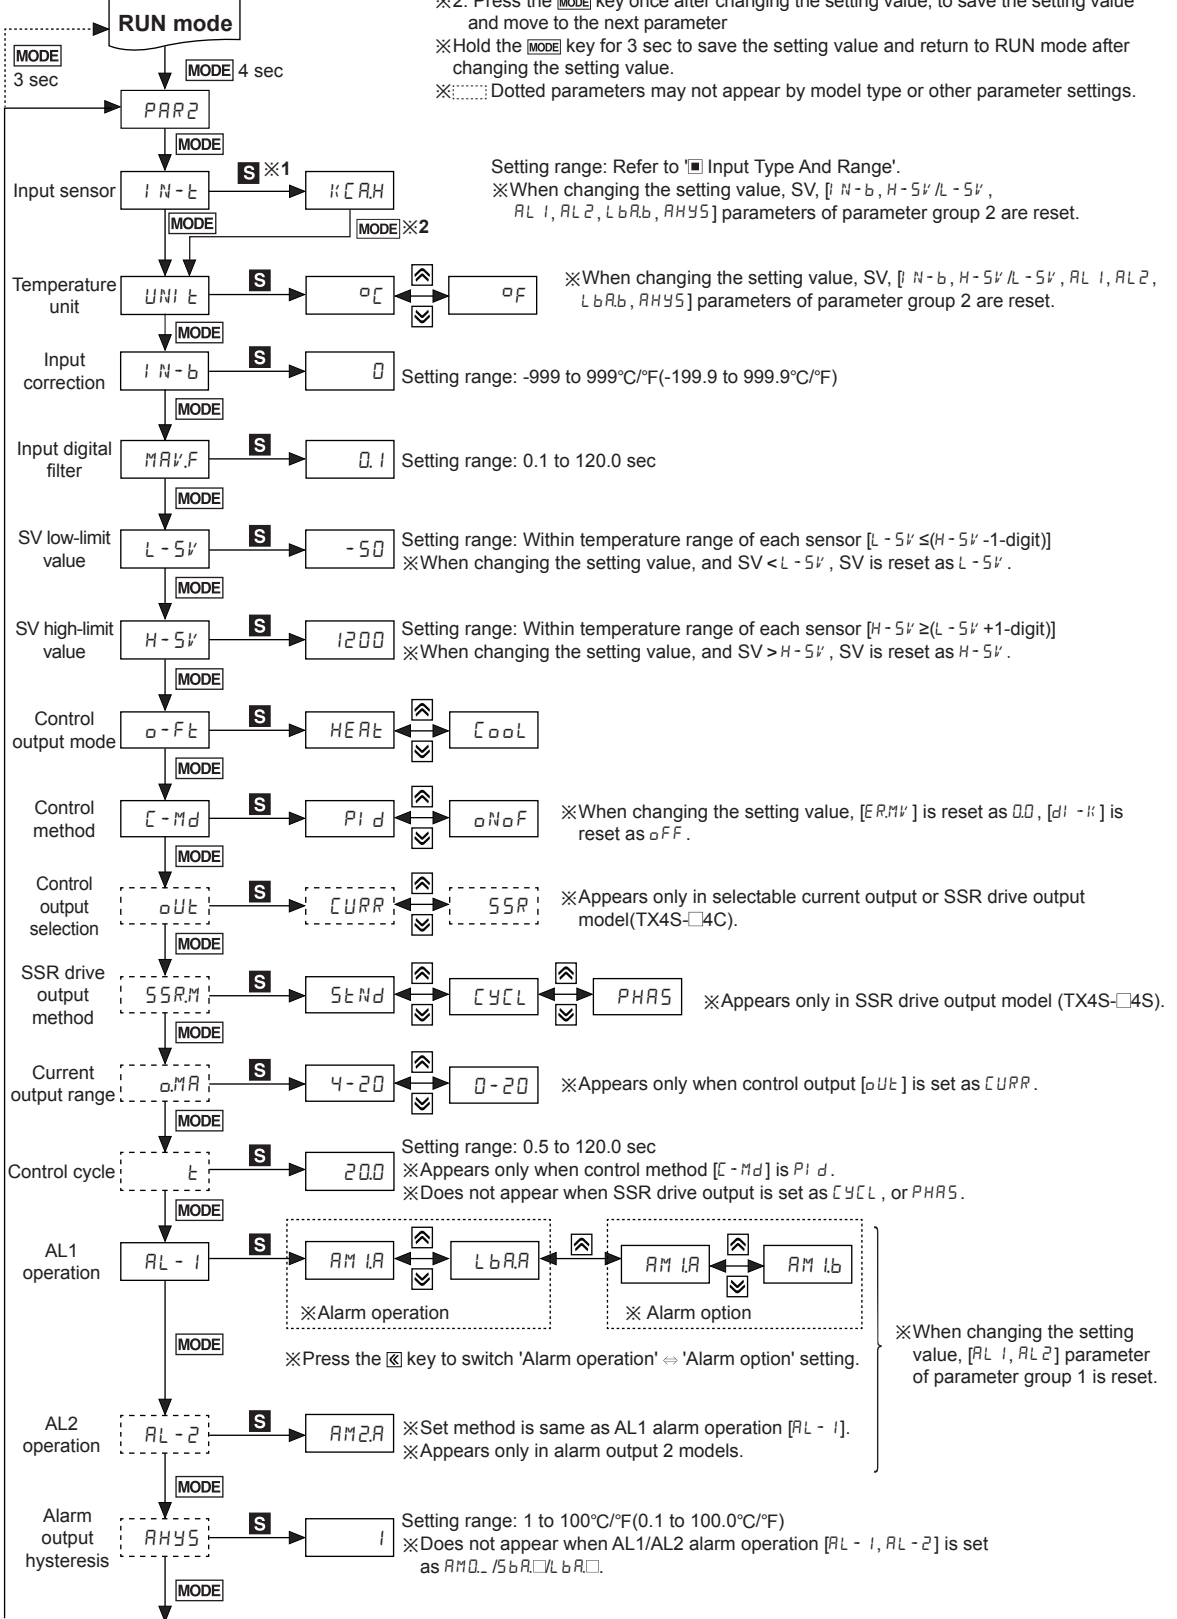 ※2: Press the MODE key once after changing the setting value, to save the setting value
and move to the next parameter
※Hold the MODE key for 3 sec to save the setting value and return to RUN mode after
changing the setting value.
※ Dotted parameters may not appear by model type or other parameter settings.
RUN mode
MODE
3 sec
MODE 4 sec
PAR2
MODE
Input sensor
IN-t
S ※1
KCA.H
Setting range: Refer to '▣ Input Type And Range'.
※When changing the setting value, SV, [IN-b, H-SV/L-SV,
AL1, AL2, LbA.b, AHYS] parameters of parameter group 2 are reset.
MODE
MODE ※2
Temperature
unit
UNIt
S
°C
°F
※When changing the setting value, SV, [IN-b, H-SV/L-SV, AL1, AL2,
LbA.b, AHYS] parameters of parameter group 2 are reset.
MODE
Input
correction
IN-b
S
0
Setting range: -999 to 999°C/°F(-199.9 to 999.9°C/°F)
MODE
Input digital
filter
MAV.F
S
0.1
Setting range: 0.1 to 120.0 sec
MODE
SV low-limit
value
L-SV
S
-50
Setting range: Within temperature range of each sensor [L-SV ≤(H-SV -1-digit)]
※When changing the setting value, and SV < L-SV, SV is reset as L-SV.
MODE
SV high-limit
value
H-SV
S
1200
Setting range: Within temperature range of each sensor [H-SV ≥(L-SV +1-digit)]
※When changing the setting value, and SV > H-SV, SV is reset as H-SV.
MODE
Control
output mode
o-Ft
S
HEAt
CooL
MODE
Control
method
C-Md
S
PId
oNoF
※When changing the setting value, [ER.MV] is reset as 0.0, [dI-K] is
reset as oFF.
MODE
Control
output
selection
oUt
S
CURR
SSR
※Appears only in selectable current output or SSR drive output
model(TX4S-□4C).
MODE
SSR drive
output
method
SSR.M
S
StNd
CYCL
PHAS
※Appears only in SSR drive output model (TX4S-□4S).
MODE
Current
output range
o.MA
S
4-20
0-20
※Appears only when control output [oUt] is set as CURR.
MODE
Control cycle
t
S
20.0
Setting range: 0.5 to 120.0 sec
※Appears only when control method [C-Md] is PId.
※Does not appear when SSR drive output is set as CYCL, or PHAS.
MODE
AL1
operation
AL-1
S
AM1.A
LbA.A
AM1.A
AM1.b
※Alarm operation
※ Alarm option
MODE
※Press the key to switch 'Alarm operation' ⇔ 'Alarm option' setting.
※When changing the setting
value, [AL1, AL2] parameter
of parameter group 1 is reset.
AL2
operation
AL-2
S
AM2.A
※Set method is same as AL1 alarm operation [AL-1].
※Appears only in alarm output 2 models.
MODE
Alarm
output
hysteresis
AHYS
S
1
Setting range: 1 to 100°C/°F(0.1 to 100.0°C/°F)
※Does not appear when AL1/AL2 alarm operation [AL-1, AL-2] is set
as AM0._ /SbA.□/LbA.□.
MODE